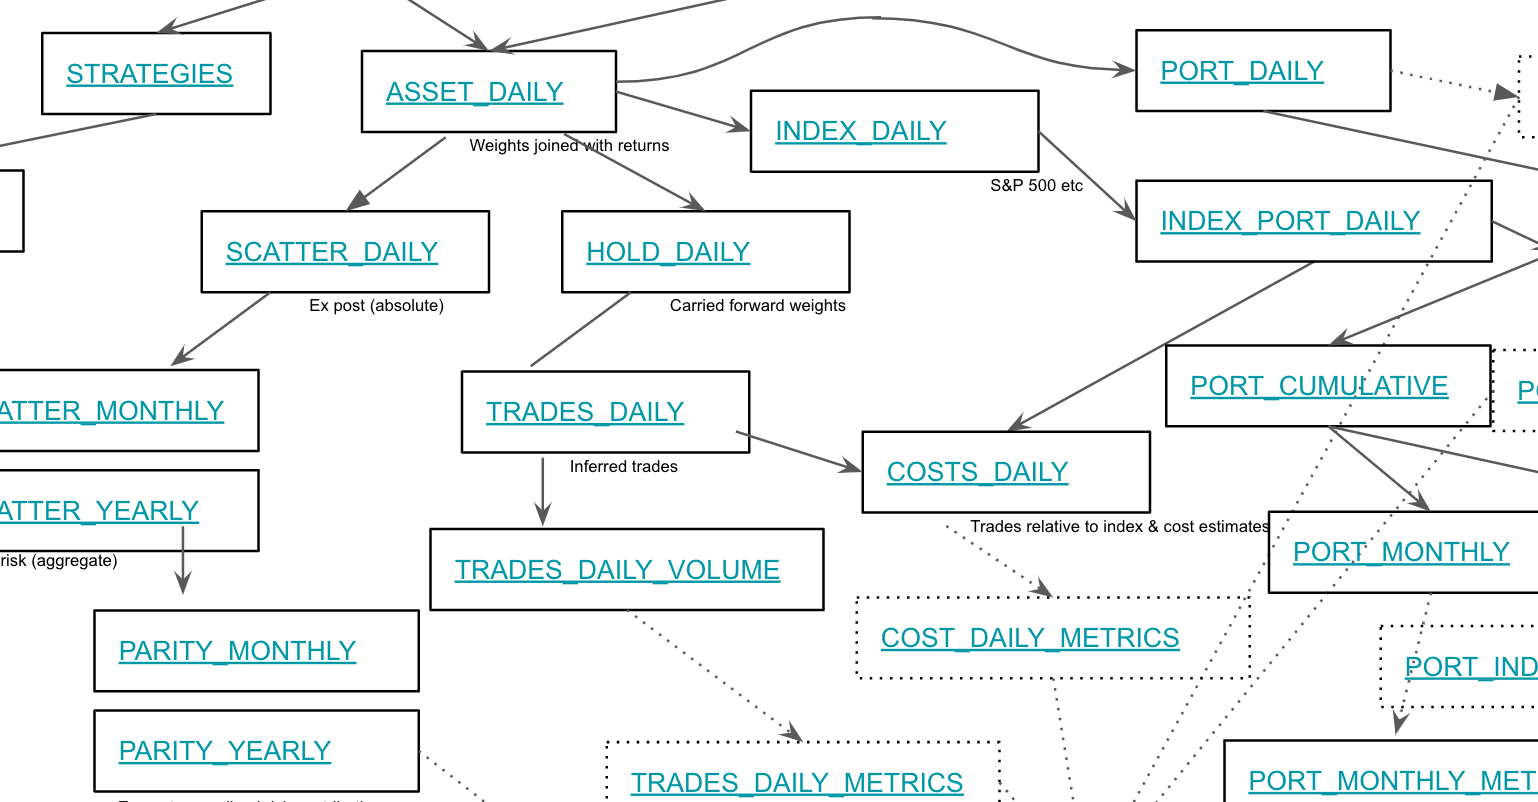 STRATEGIES
ASSET_DAILY
PORT_DAILY
INDEX_DAILY
Weights joined with returns
S&P 500 etc
SCATTER_DAILY
HOLD_DAILY
INDEX_PORT_DAILY
Ex post (absolute)
Carried forward weights
ATTER_MONTHLY
TRADES_DAILY
PORT_CUMULATIVE
Inferred trades
COSTS_DAILY
ATTER_YEARLY
Trades relative to index & cost estimates
risk (aggregate)
TRADES_DAILY_VOLUME
PORT_MONTHLY
COST_DAILY_METRICS
PARITY_MONTHLY
PORT_IND
PARITY_YEARLY
TRADES_DAILY_METRICS
PORT_MONTHLY_MET